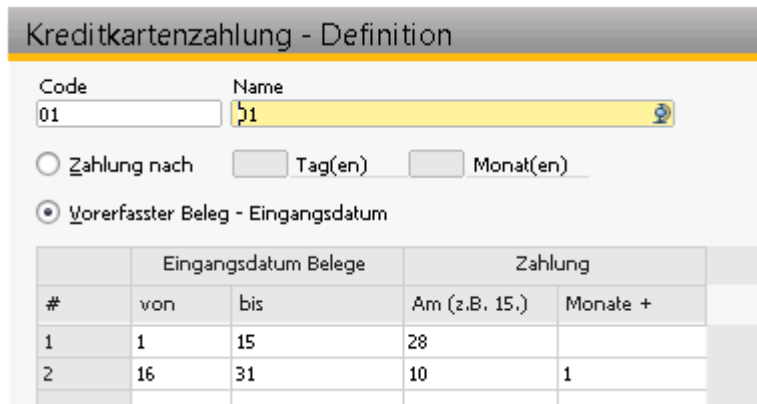 Kreditkartenzahlung - Definition
Code Name
01 01
Zahlung nach Tag(en) Monat(en)
Vorerfasster Beleg - Eingangsdatum
Eingangsdatum Belege Zahlung
# von bis Am (z.B. 15.) Monate +
1 1 15 28
2 16 31 10 1